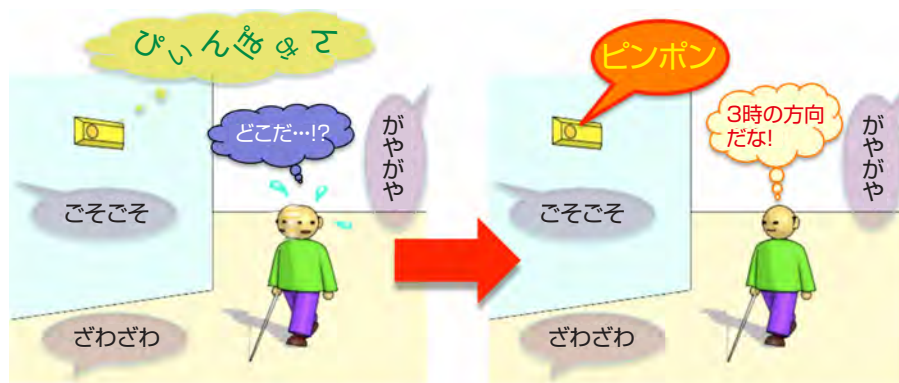 ぴぃんぽぉん
どこだ…!?
がやがや
ごそごそ
ざわざわ
ピンポン
3時の方向
だな!
がやがや
ごそごそ
ざわざわ